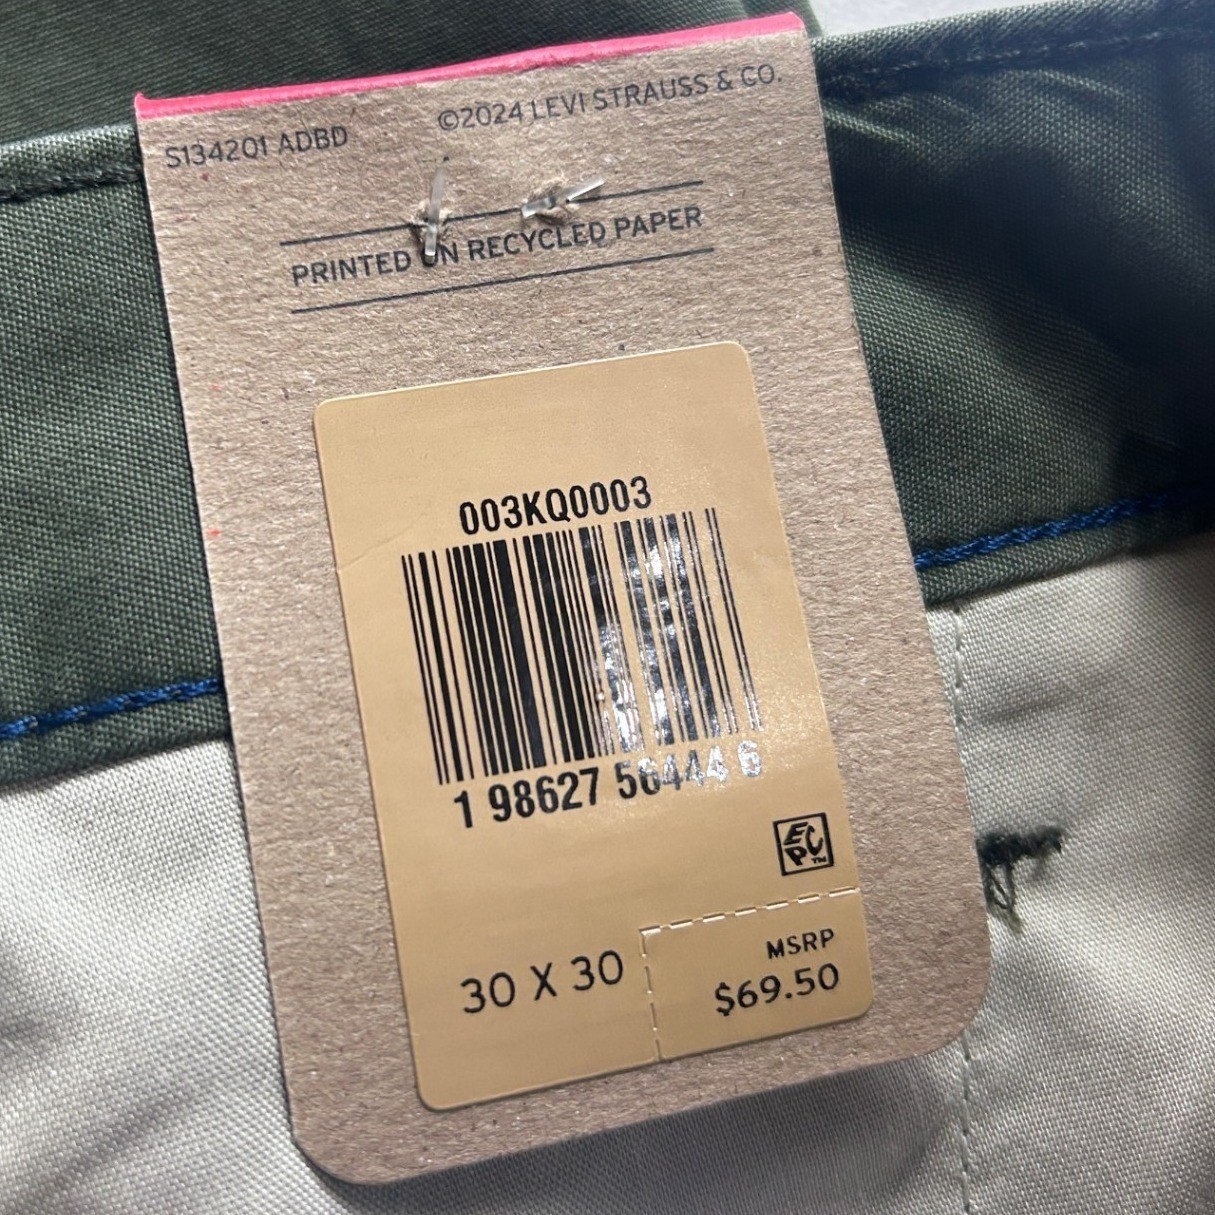 S134201 ADBD ©2024 LEVI STRAUSS & CO.
PRINTED ON RECYCLED PAPER
003KQ0003
1 98627 56444 6
EPC™
30 X 30
MSRP
$69.50